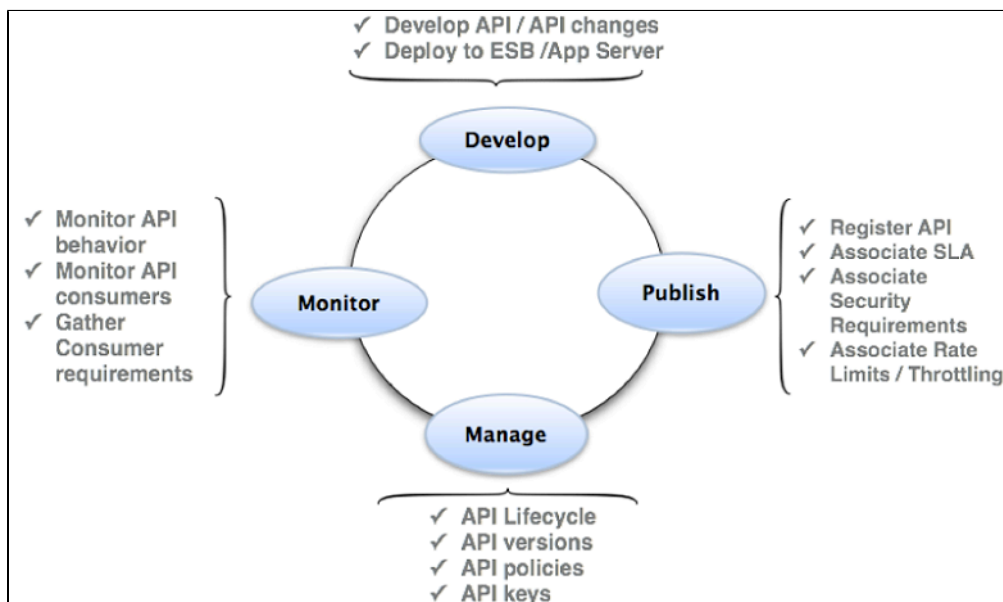 ✓ Develop API / API changes
✓ Deploy to ESB /App Server
Develop
✓ Monitor API
behavior
✓ Monitor API
consumers
✓ Gather
Consumer
requirements
Monitor
Publish
✓ Register API
✓ Associate SLA
✓ Associate
Security
Requirements
✓ Associate Rate
Limits / Throttling
Manage
✓ API Lifecycle
✓ API versions
✓ API policies
✓ API keys